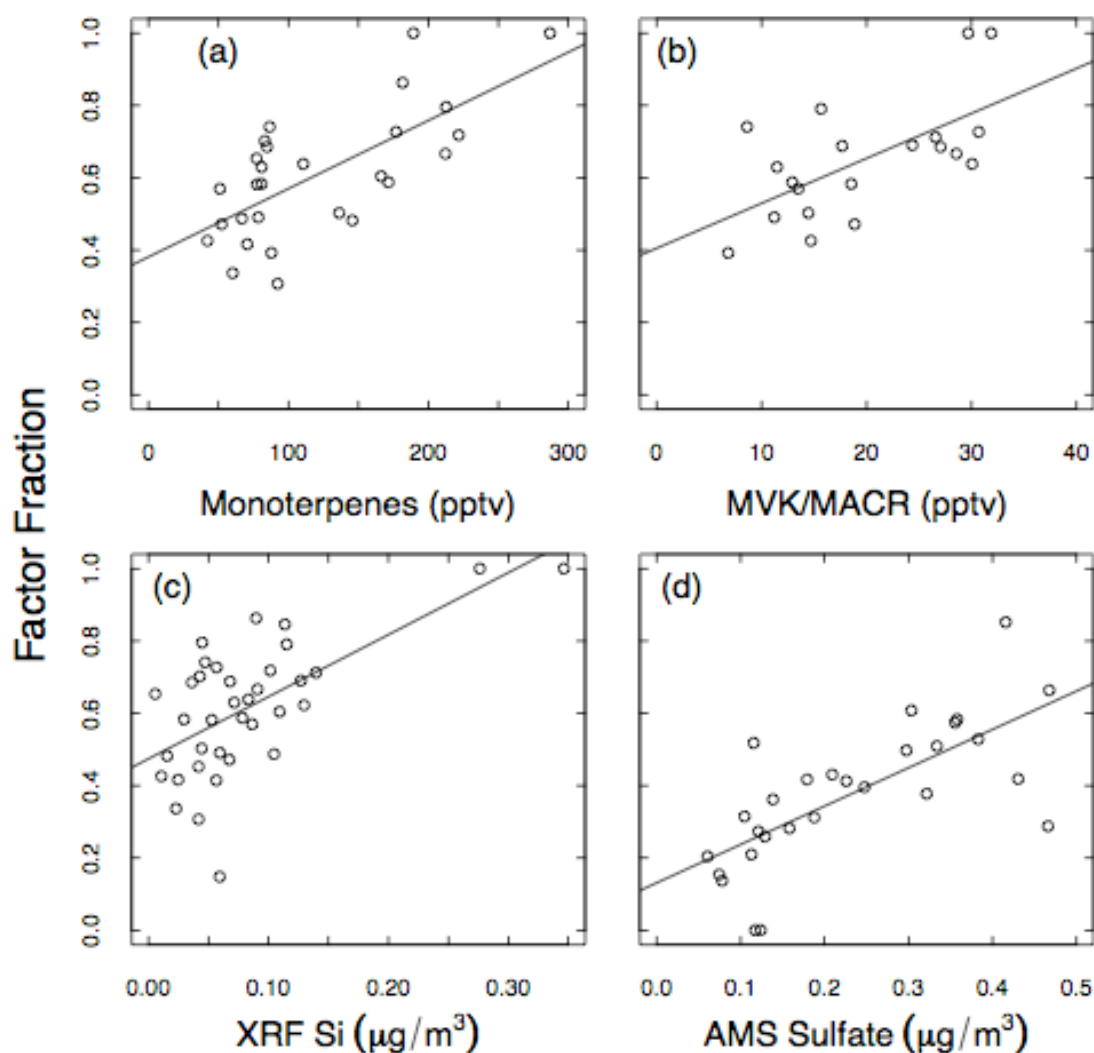 Factor Fraction
(a)
1.0
0.8
0.6
0.4
0.2
0.0
0 100 200 300
Monoterpenes (pptv)
(b)
0 10 20 30 40
MVK/MACR (pptv)
(c)
1.0
0.8
0.6
0.4
0.2
0.0
0.00 0.10 0.20 0.30
XRF Si (μg/m³)
(d)
0.0 0.1 0.2 0.3 0.4 0.5
AMS Sulfate (μg/m³)